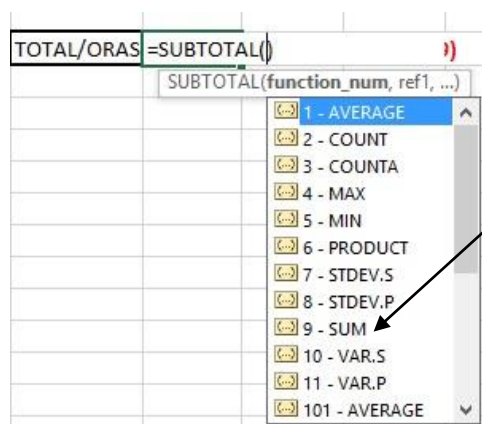 TOTAL/ORAS =SUBTOTAL() 9)
SUBTOTAL(function_num, ref1, ...)
1 - AVERAGE
2 - COUNT
3 - COUNTA
4 - MAX
5 - MIN
6 - PRODUCT
7 - STDEV.S
8 - STDEV.P
9 - SUM
10 - VAR.S
11 - VAR.P
101 - AVERAGE